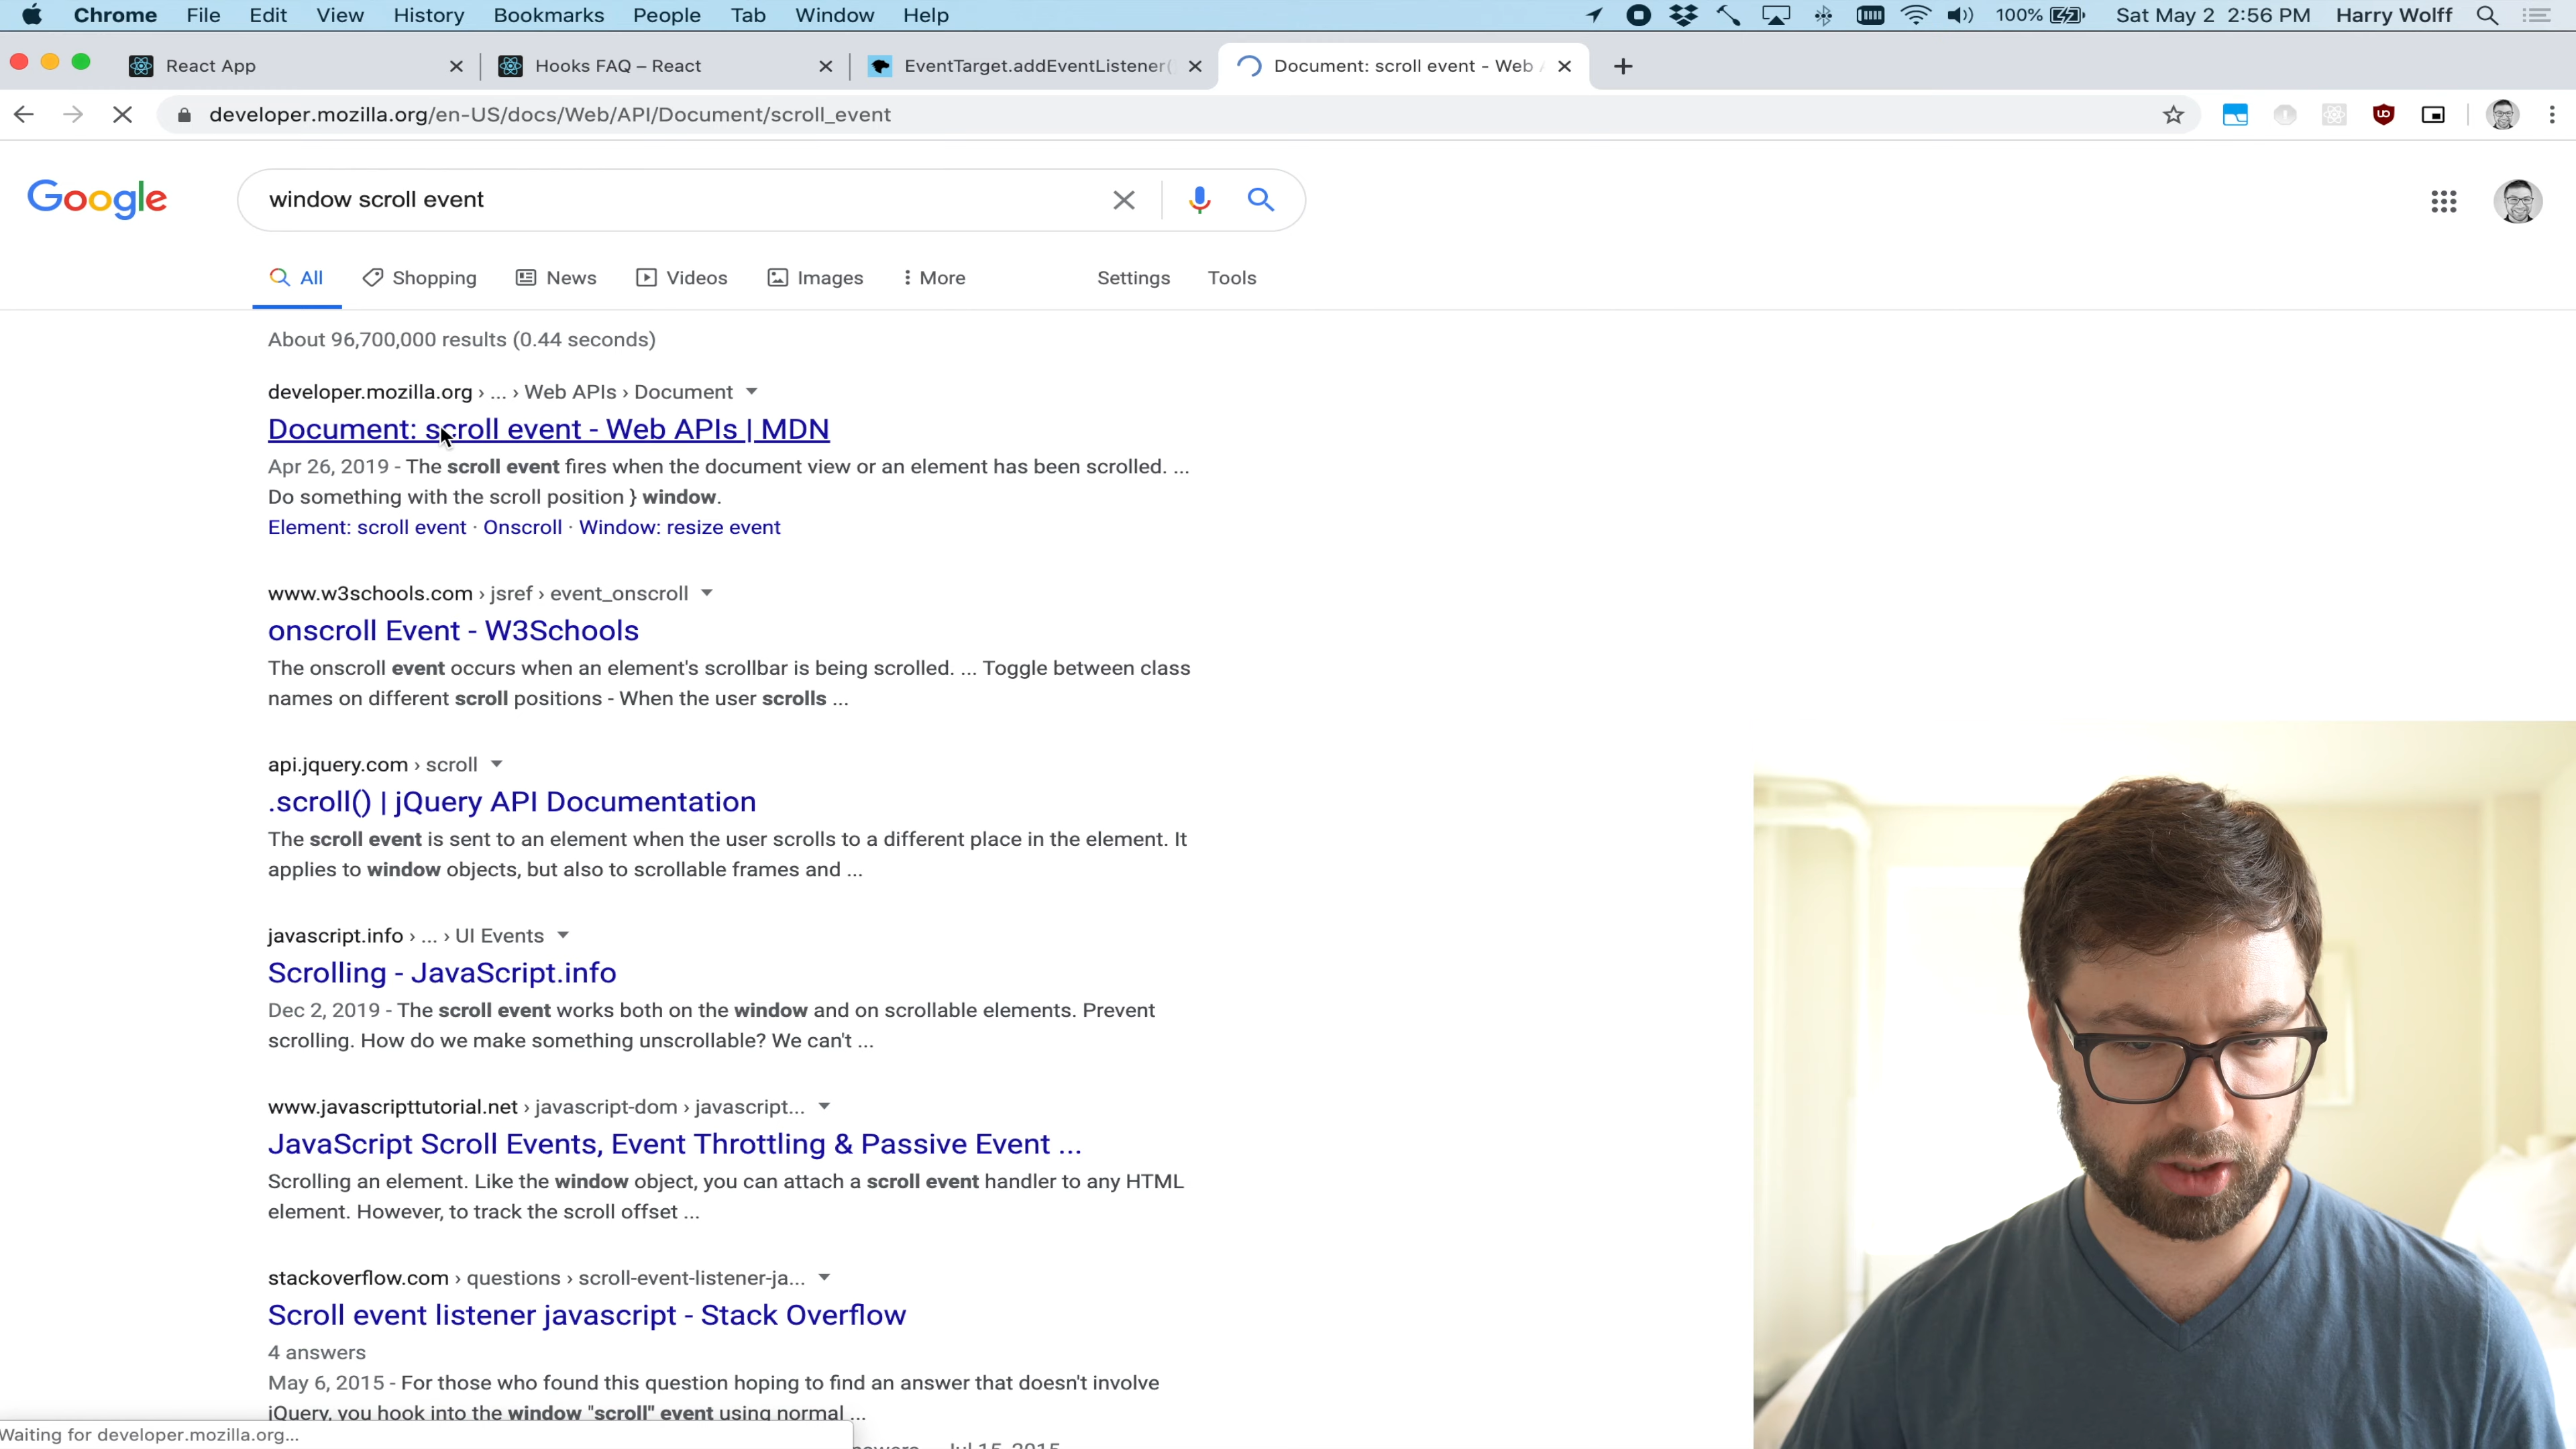 Chrome File Edit View History Bookmarks People Tab Window Help 100% Sat May 2 2:56 PM Harry Wolff
React App Hooks FAQ – React EventTarget.addEventListener( Document: scroll event - Web
developer.mozilla.org/en-US/docs/Web/API/Document/scroll_event
Google window scroll event
All Shopping News Videos Images More Settings Tools
About 96,700,000 results (0.44 seconds)
developer.mozilla.org › ... › Web APIs › Document
Document: scroll event - Web APIs | MDN
Apr 26, 2019 - The scroll event fires when the document view or an element has been scrolled. ...
Do something with the scroll position } window.
Element: scroll event · Onscroll · Window: resize event
www.w3schools.com › jsref › event_onscroll
onscroll Event - W3Schools
The onscroll event occurs when an element's scrollbar is being scrolled. ... Toggle between class
names on different scroll positions - When the user scrolls ...
api.jquery.com › scroll
.scroll() | jQuery API Documentation
The scroll event is sent to an element when the user scrolls to a different place in the element. It
applies to window objects, but also to scrollable frames and ...
javascript.info › ... › UI Events
Scrolling - JavaScript.info
Dec 2, 2019 - The scroll event works both on the window and on scrollable elements. Prevent
scrolling. How do we make something unscrollable? We can't ...
www.javascripttutorial.net › javascript-dom › javascript...
JavaScript Scroll Events, Event Throttling & Passive Event ...
Scrolling an element. Like the window object, you can attach a scroll event handler to any HTML
element. However, to track the scroll offset ...
stackoverflow.com › questions › scroll-event-listener-ja...
Scroll event listener javascript - Stack Overflow
4 answers
May 6, 2015 - For those who found this question hoping to find an answer that doesn't involve
jQuery, you hook into the window "scroll" event using normal ...
Waiting for developer.mozilla.org...